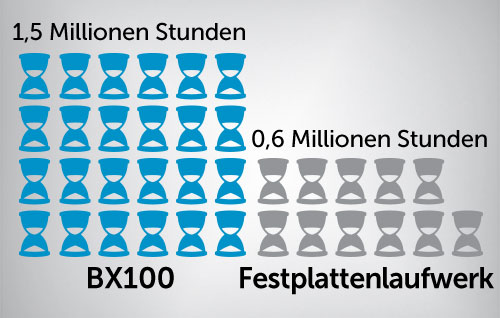 1,5 Millionen Stunden
0,6 Millionen Stunden
BX100
Festplattenlaufwerk